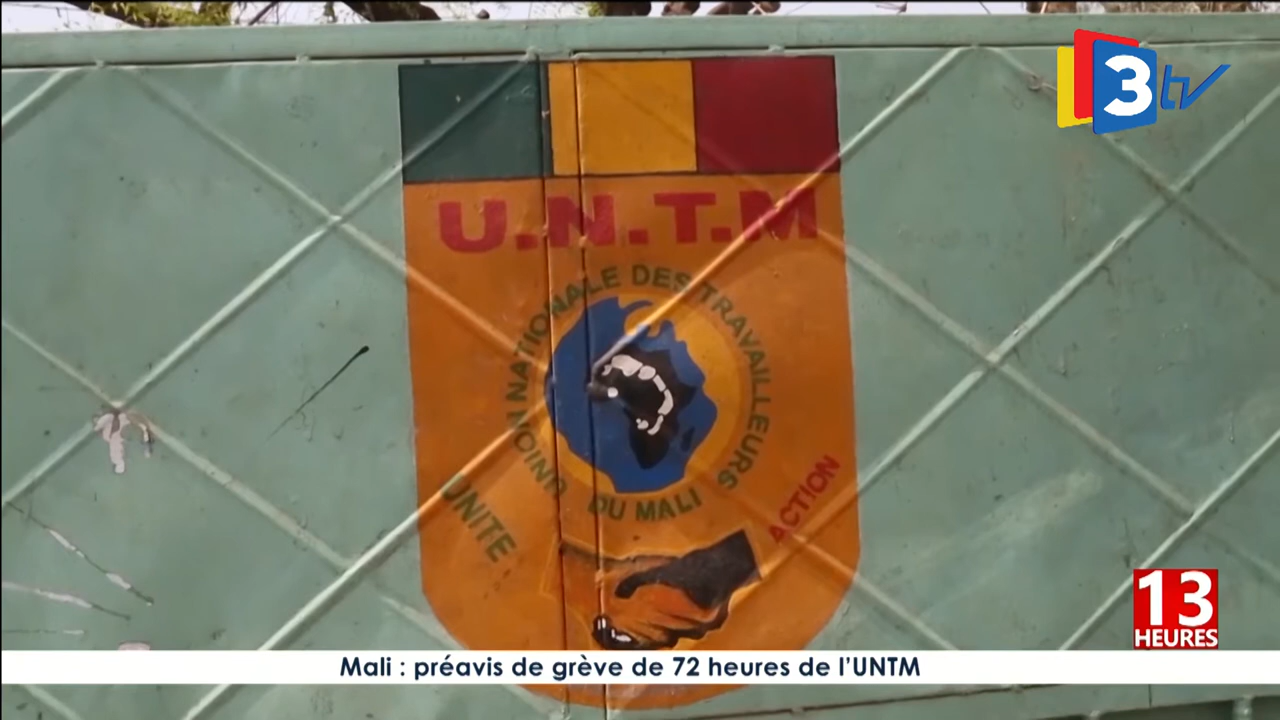 3tv
U.N.T.M
UNION NATIONALE DES TRAVAILLEURS
DU MALI
UNITE
ACTION
13
HEURES
Mali : préavis de grève de 72 heures de l'UNTM